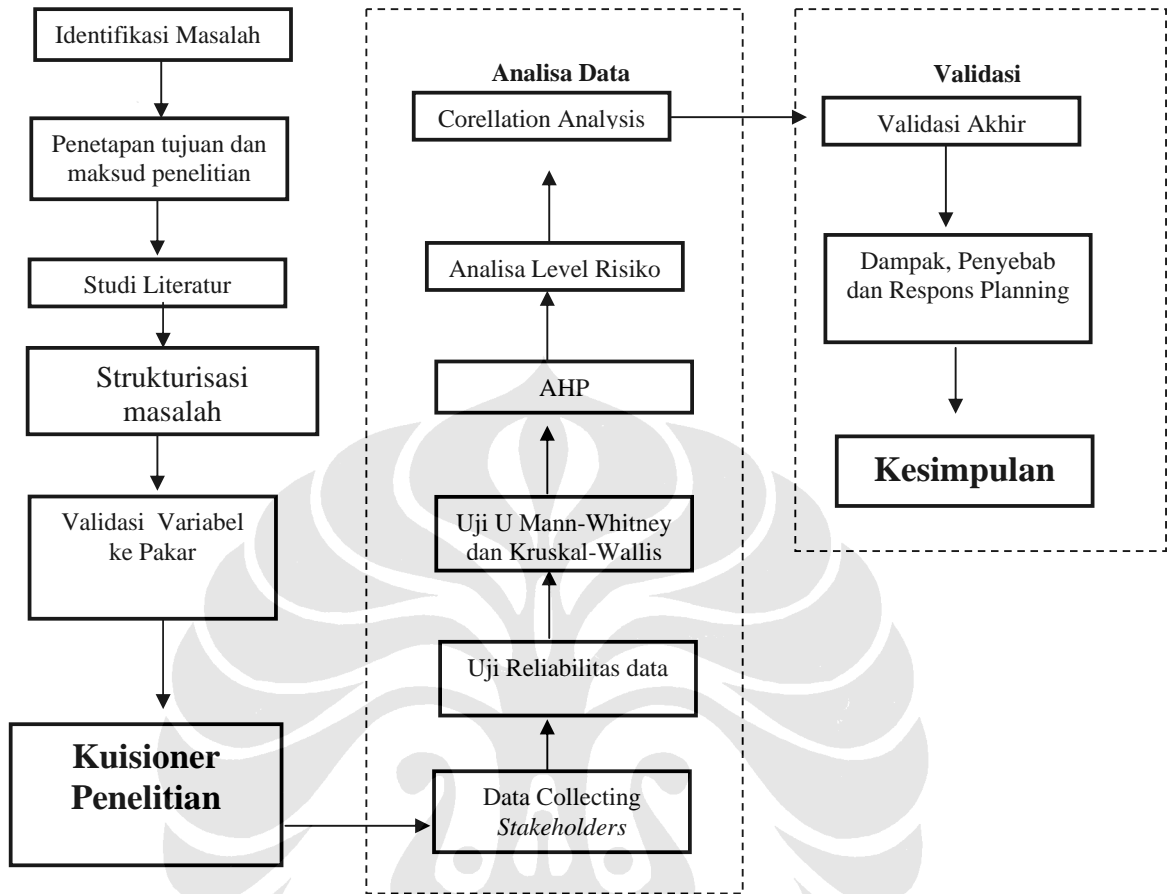 Identifikasi Masalah
Penetapan tujuan dan
maksud penelitian
Studi Literatur
Strukturisasi
masalah
Validasi Variabel
ke Pakar
Kuisioner
Penelitian
Analisa Data
Corellation Analysis
Analisa Level Risiko
AHP
Uji U Mann-Whitney
dan Kruskal-Wallis
Uji Reliabilitas data
Data Collecting
Stakeholders
Validasi
Validasi Akhir
Dampak, Penyebab
dan Respons Planning
Kesimpulan